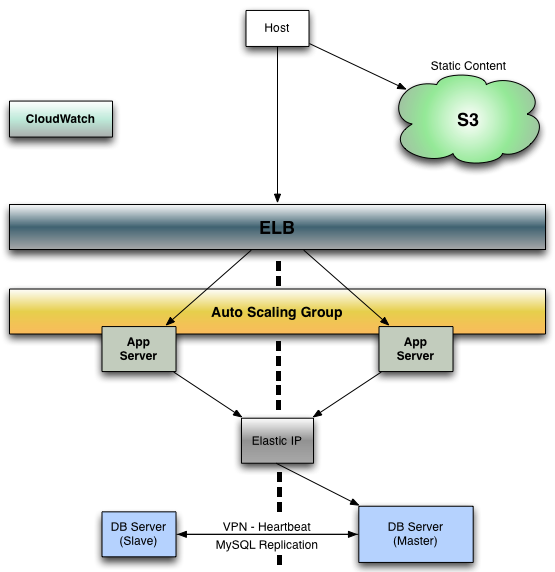 Host
Static Content
S3
CloudWatch
ELB
Auto Scaling Group
App
Server
App
Server
Elastic IP
DB Server
(Slave)
VPN - Heartbeat
MySQL Replication
DB Server
(Master)